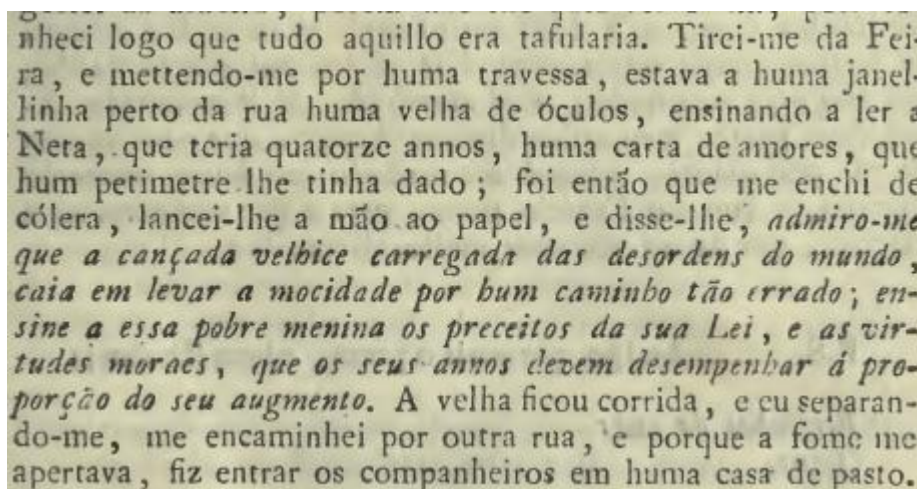 nheci logo que tudo aquillo era tafularia. Tirei-me da Fei-
ra, e mettendo-me por huma travessa, estava a huma janel-
linha perto da rua huma velha de óculos, ensinando a ler a
Neta, que teria quatorze annos, huma carta de amores, que
hum petimetre lhe tinha dado; foi então que me enchi de
cólera, lancei-lhe a mão ao papel, e disse-lhe, admiro-me
que a cançada velhice carregada das desordens do mundo,
caia em levar a mocidade por hum caminho tão errado; en-
sine a essa pobre menina os preceitos da sua Lei, e as vir-
tudes moraes, que os seus annos devem desempenhar á pro-
porção do seu augmento. A velha ficou corrida, e eu separan-
do-me, me encaminhei por outra rua, e porque a fome me
apertava, fiz entrar os companheiros em huma casa de pasto.